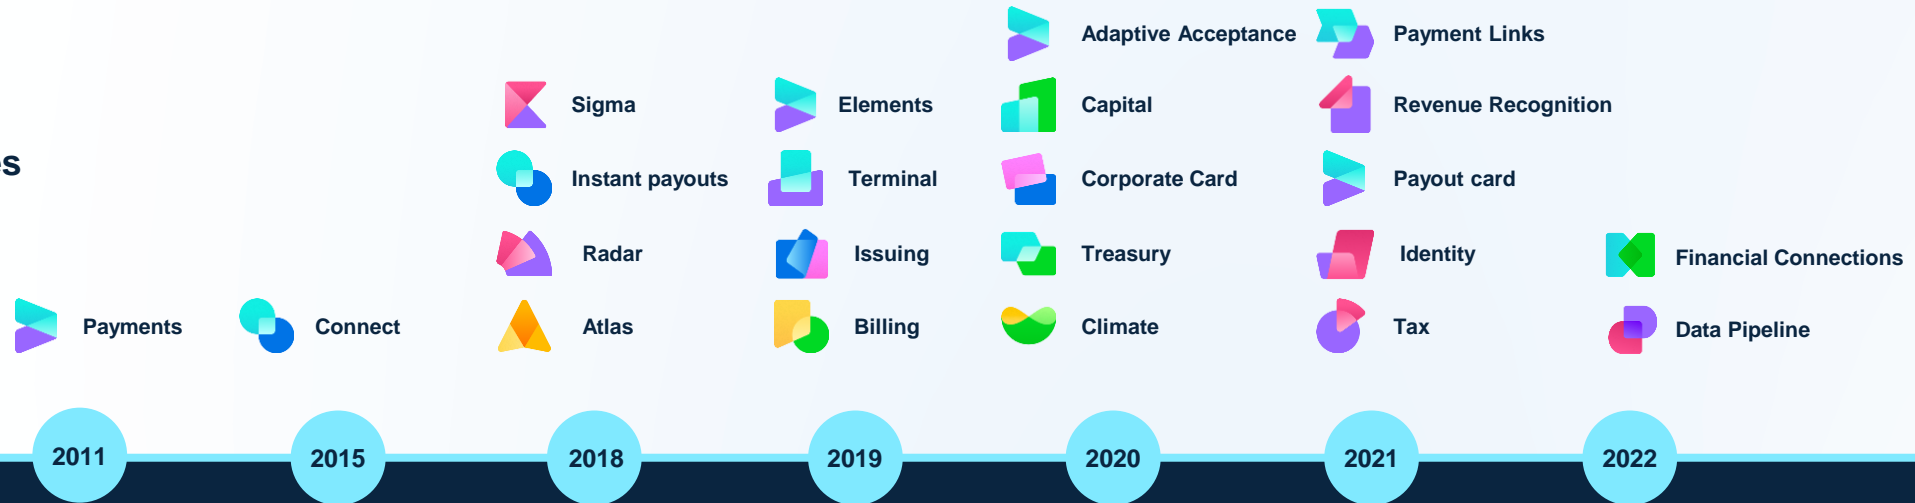 Adaptive Acceptance
Payment Links
Sigma
Elements
Capital
Revenue Recognition
Instant payouts
Terminal
Corporate Card
Payout card
Radar
Issuing
Treasury
Identity
Financial Connections
Payments
Connect
Atlas
Billing
Climate
Tax
Data Pipeline
2011
2015
2018
2019
2020
2021
2022